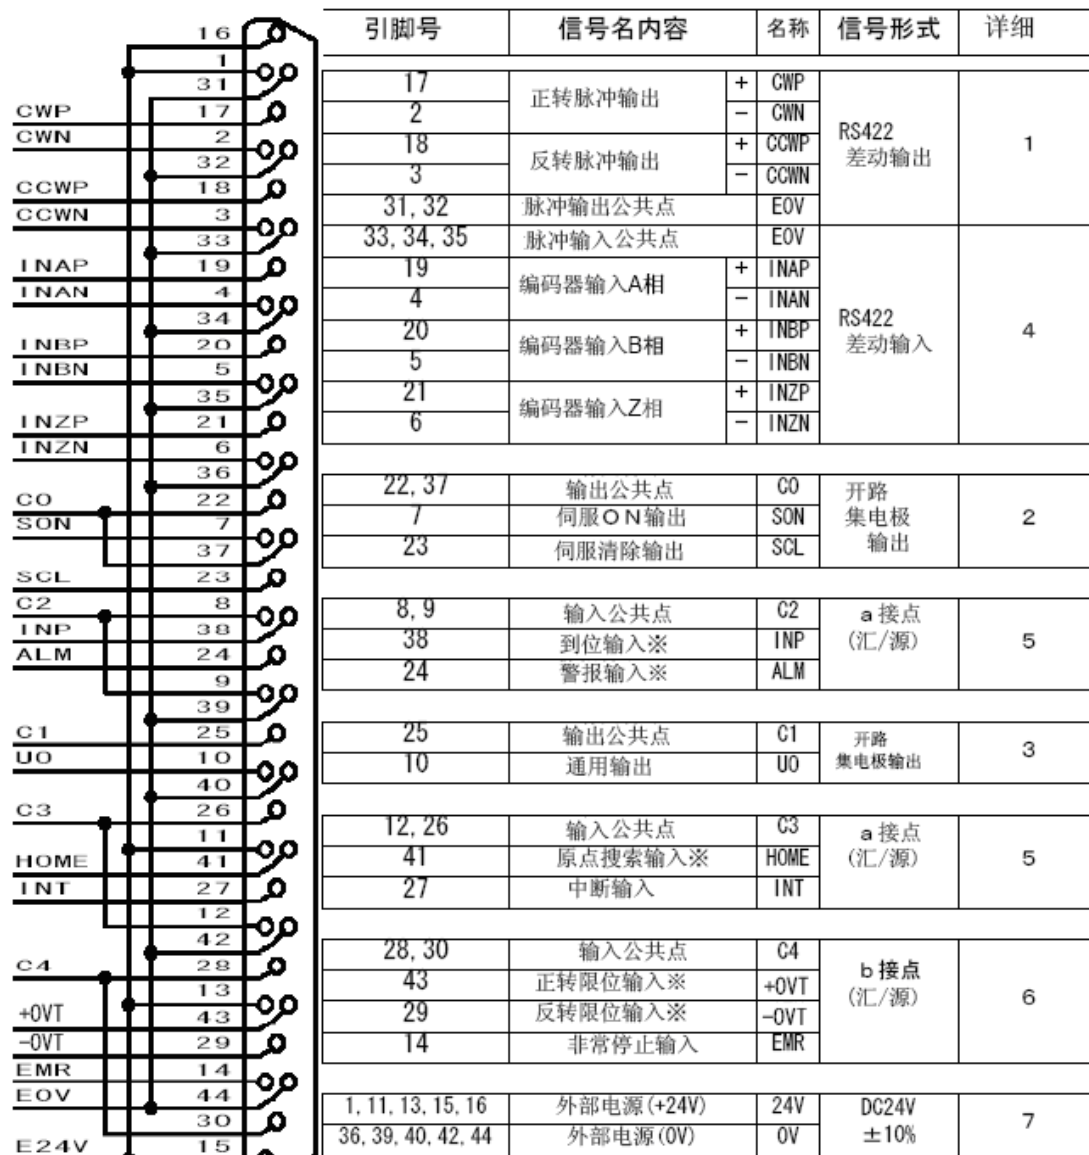 引脚号 信号名内容 名称 信号形式 详细
16
1
31
CWP 17
CWN 2
32
CCWP 18
CCWN 3
33
INAP 19
INAN 4
34
INBP 20
INBN 5
35
INZP 21
INZN 6
36
CO 22
SON 7
37
SCL 23
C2 8
INP 38
ALM 24
9
39
C1 25
UO 10
40
C3 26
11
HOME 41
INT 27
12
42
C4 28
13
+OVT 43
-OVT 29
EMR 14
EOV 44
30
E24V 15
17 正转脉冲输出 + CWP RS422 差动输出 1
2 - CWN
18 反转脉冲输出 + CCWP
3 - CCWN
31, 32 脉冲输出公共点 EOV
33, 34, 35 脉冲输入公共点 EOV RS422 差动输入 4
19 编码器输入A相 + INAP
4 - INAN
20 编码器输入B相 + INBP
5 - INBN
21 编码器输入Z相 + INZP
6 - INZN
22, 37 输出公共点 CO 开路 集电极 输出 2
7 伺服ON输出 SON
23 伺服清除输出 SCL
8, 9 输入公共点 C2 a接点 (汇/源) 5
38 到位输入※ INP
24 警报输入※ ALM
25 输出公共点 C1 开路 集电极输出 3
10 通用输出 UO
12, 26 输入公共点 C3 a接点 (汇/源) 5
41 原点搜索输入※ HOME
27 中断输入 INT
28, 30 输入公共点 C4 b接点 (汇/源) 6
43 正转限位输入※ +OVT
29 反转限位输入※ -OVT
14 非常停止输入 EMR
1, 11, 13, 15, 16 外部电源(+24V) 24V DC24V ±10% 7
36, 39, 40, 42, 44 外部电源(0V) 0V